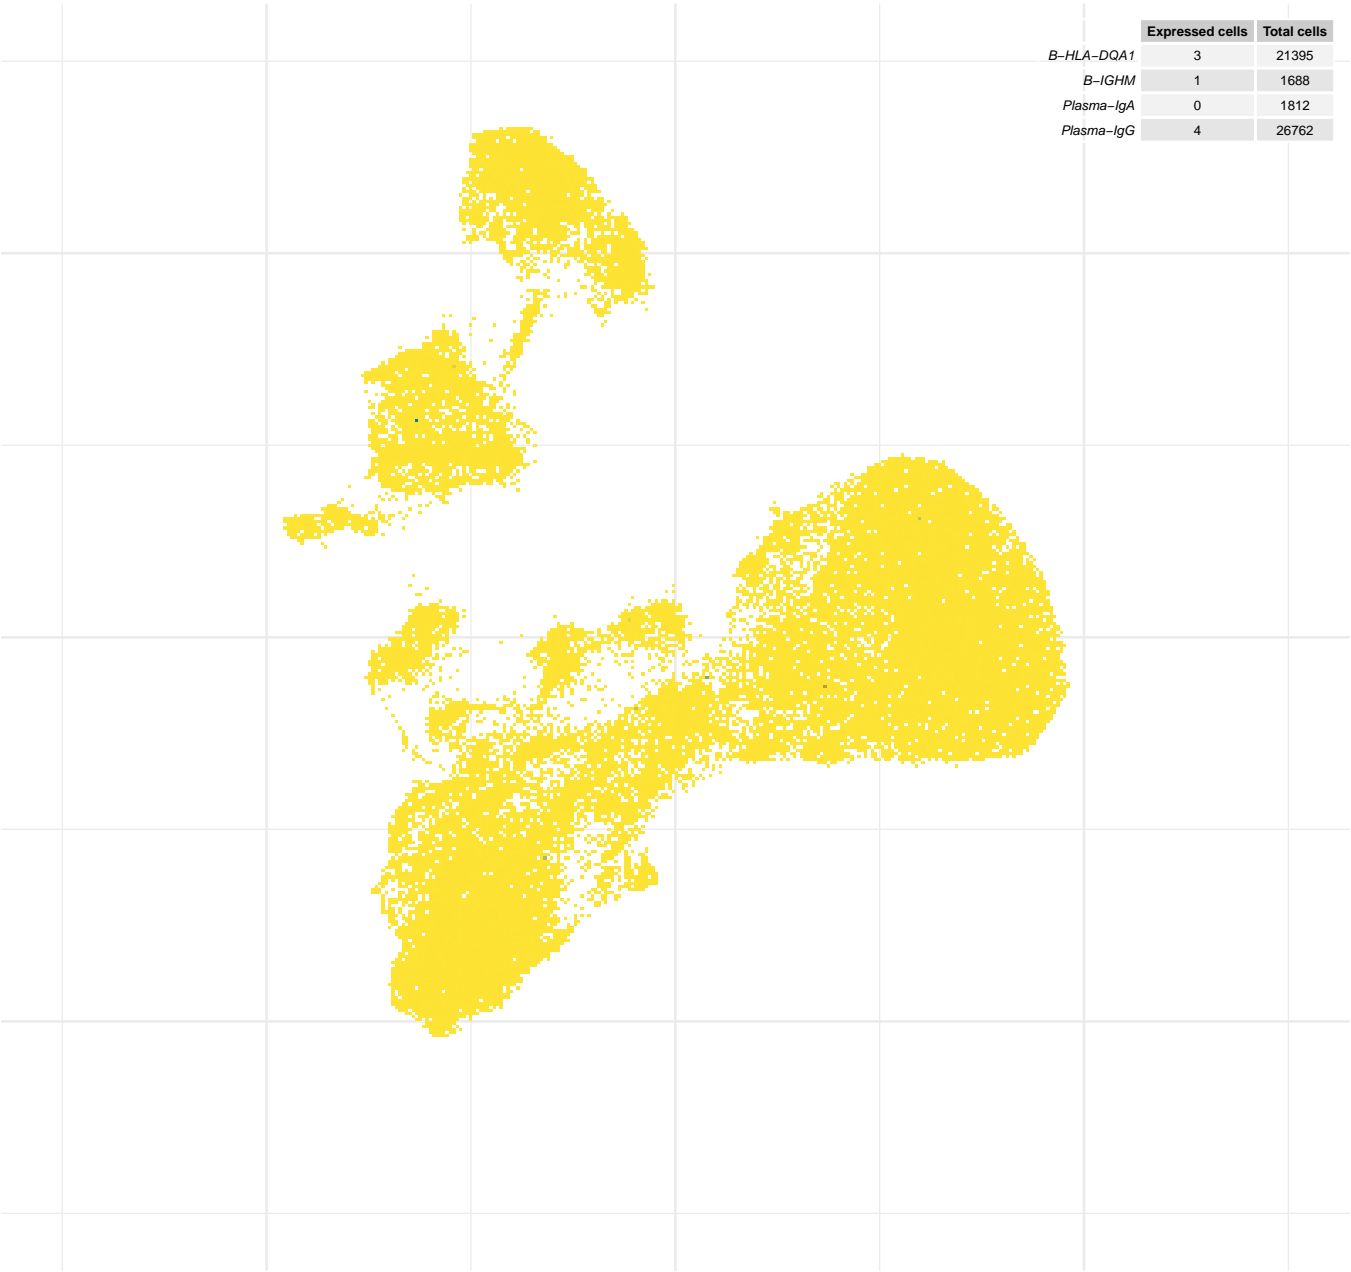 Expressed cells Total cells
B−HLA−DQA1 3 21395
B−IGHM 1 1688
Plasma−IgA 0 1812
Plasma−IgG 4 26762